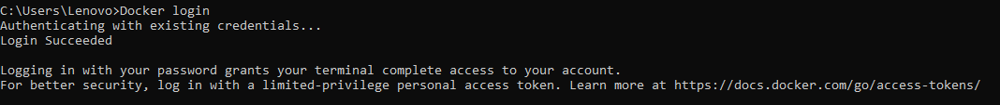 C:\Users\Lenovo>Docker login
Authenticating with existing credentials...
Login Succeeded
Logging in with your password grants your terminal complete access to your account.
For better security, log in with a limited-privilege personal access token. Learn more at https://docs.docker.com/go/access-tokens/